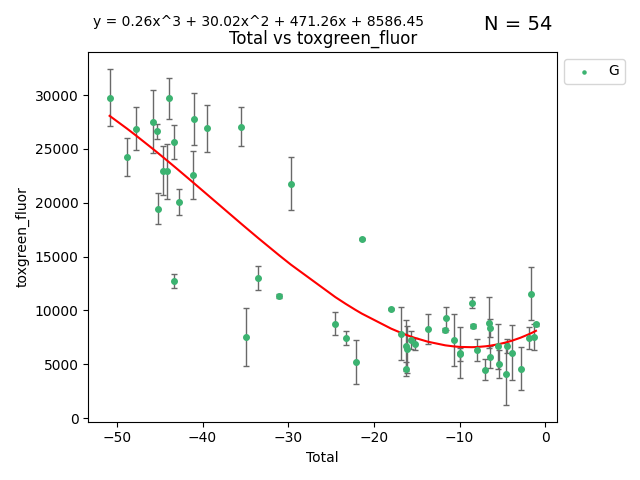 y = 0.26x^3 + 30.02x^2 + 471.26x + 8586.45
N = 54
Total vs toxgreen_fluor
G
30000
25000
20000
15000
10000
5000
0
toxgreen_fluor
−50 −40 −30 −20 −10 0
Total